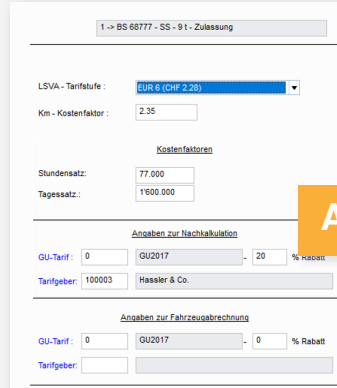 1 -> BS 68777 - SS - 9 t - Zulassung
LSVA - Tarifstufe : EUR 6 (CHF 2.28)
Km - Kostenfaktor : 2.35
Kostenfaktoren
Stundensatz: 77.000
Tagessatz.: 1'600.000
A
Angaben zur Nachkalkulation
GU-Tarif : 0 GU2017 - 20 % Rabatt
Tarifgeber: 100003 Hassler & Co.
Angaben zur Fahrzeugabrechnung
GU-Tarif : 0 GU2017 - 0 % Rabatt
Tarifgeber: